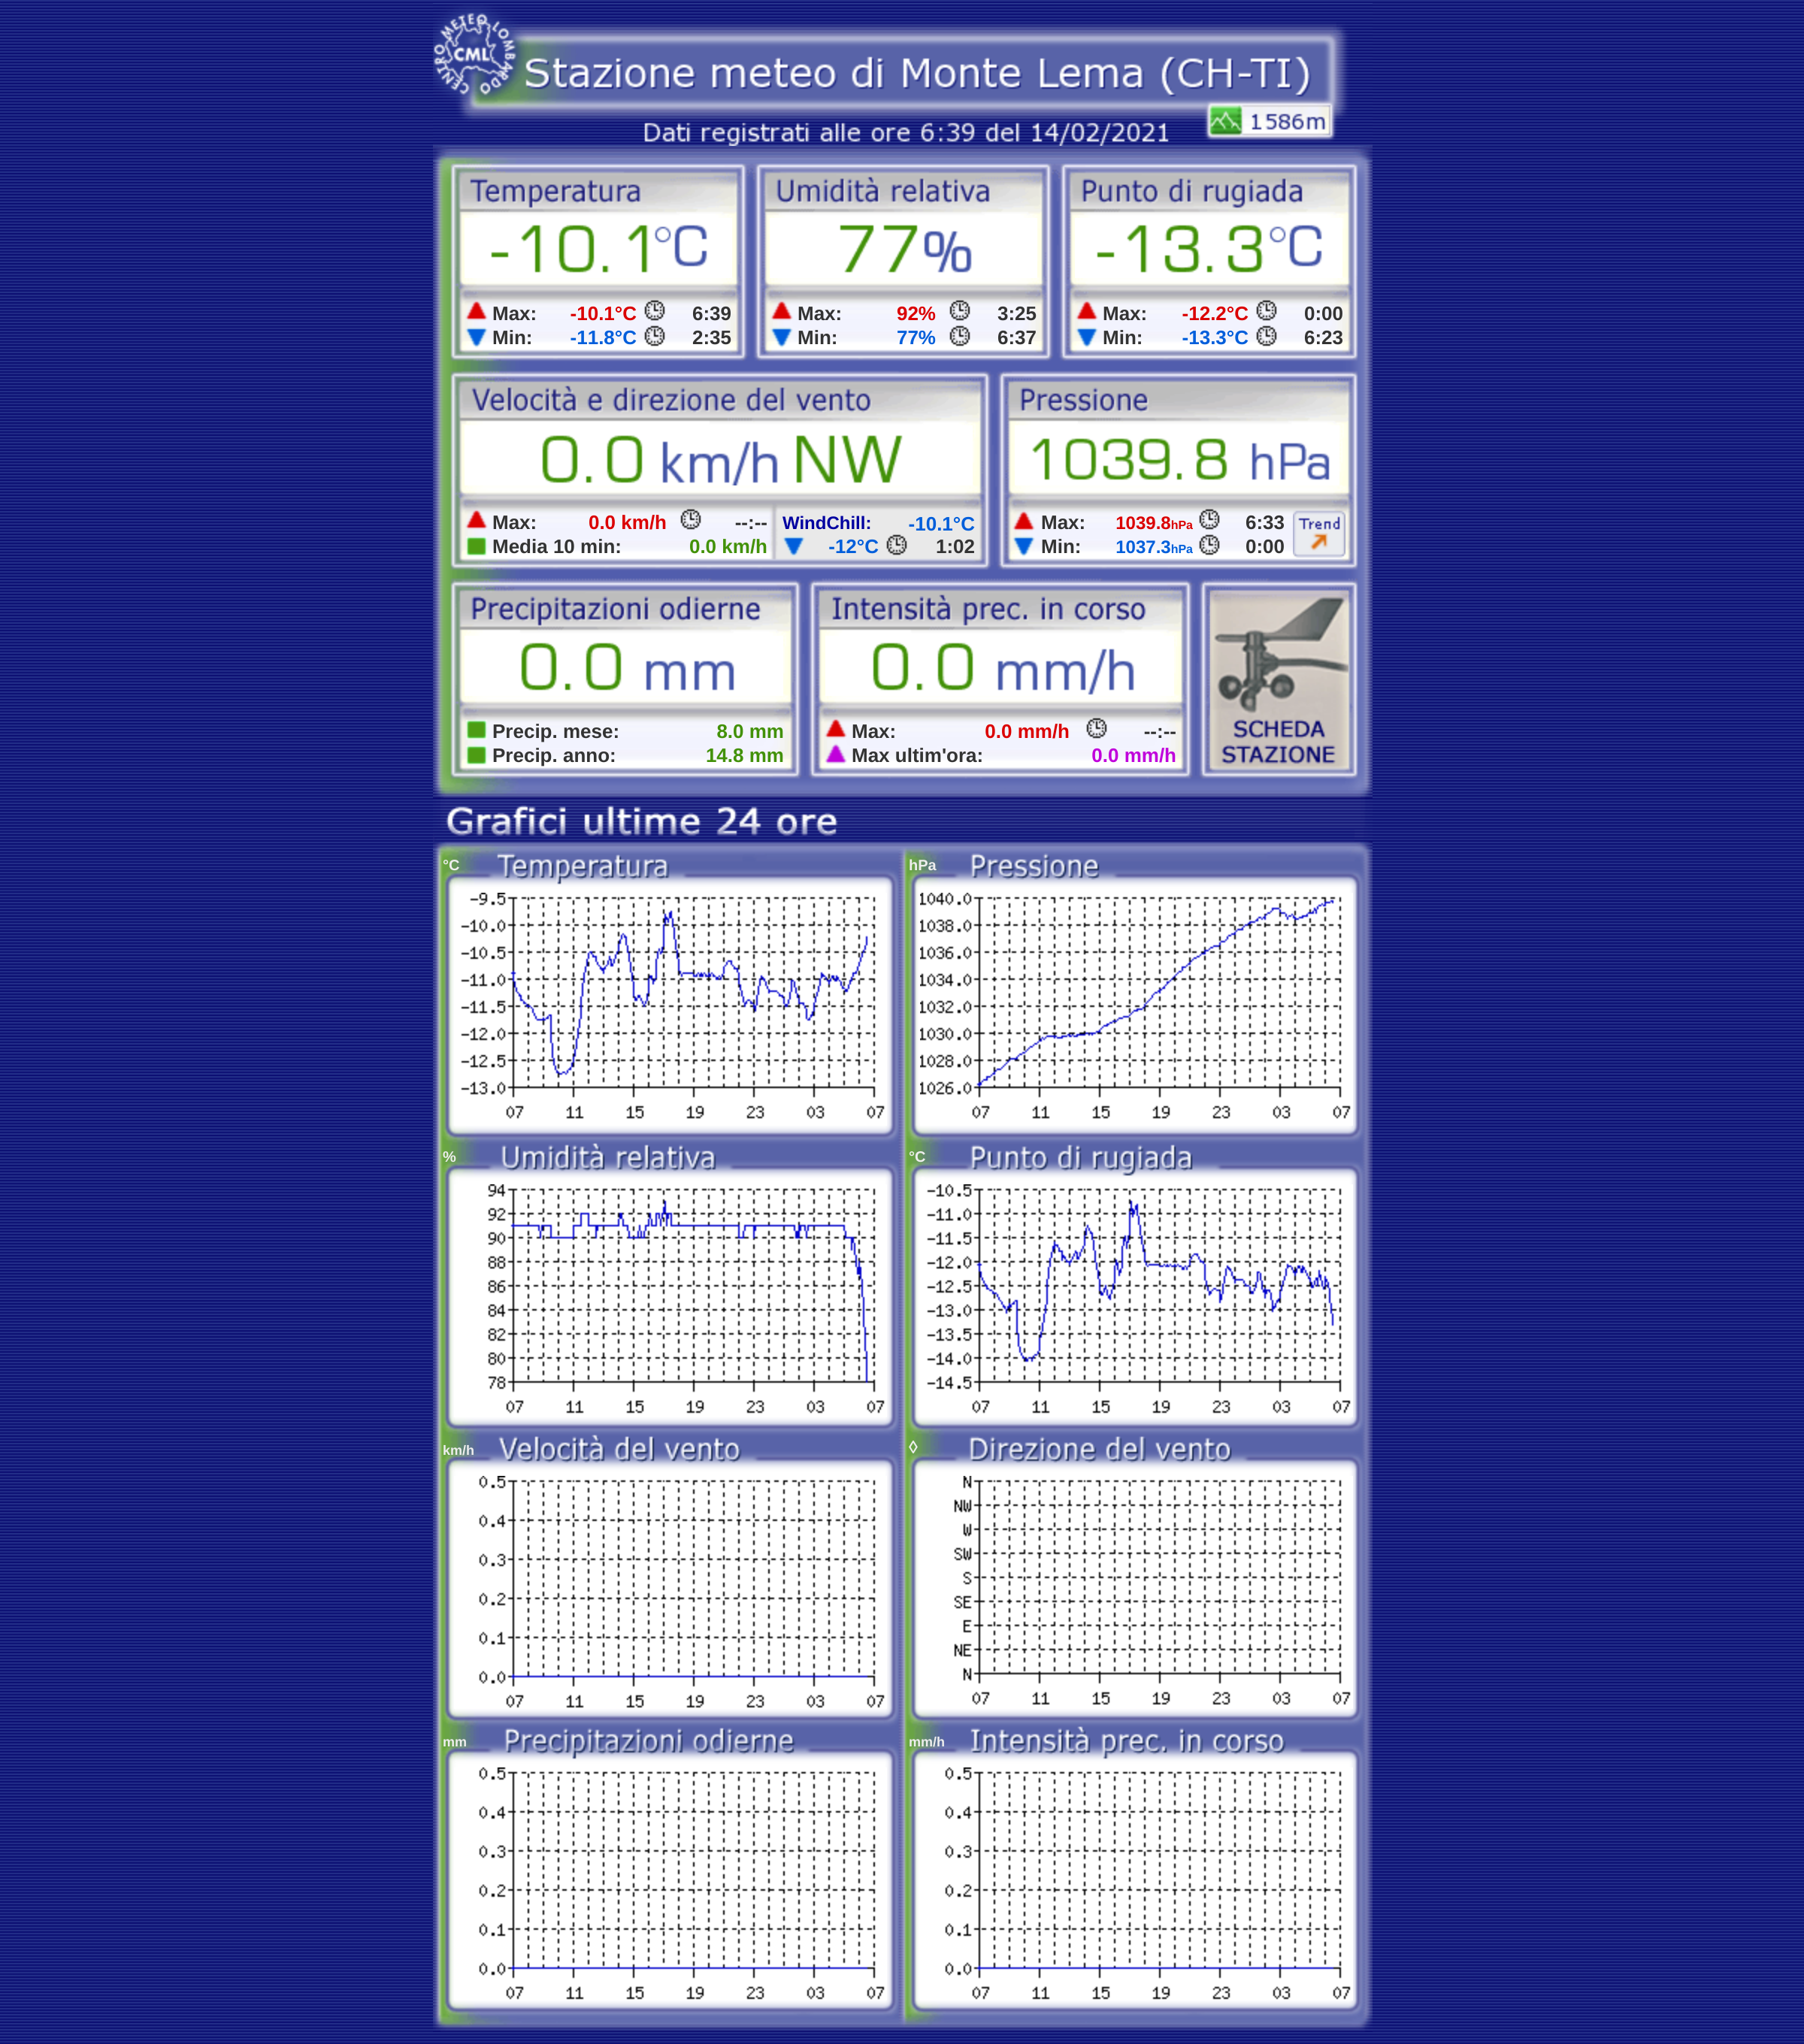 CENTRO METEO LOMBARDO
CML
Stazione meteo di Monte Lema (CH-TI)
1586m
Dati registrati alle ore 6:39 del 14/02/2021
Temperatura
-10.1°C
Max: -10.1°C 6:39
Min: -11.8°C 2:35
Umidità relativa
77%
Max: 92% 3:25
Min: 77% 6:37
Punto di rugiada
-13.3°C
Max: -12.2°C 0:00
Min: -13.3°C 6:23
Velocità e direzione del vento
0.0 km/h NW
Max: 0.0 km/h --:--
Media 10 min: 0.0 km/h
WindChill: -10.1°C
-12°C 1:02
Pressione
1039.8 hPa
Max: 1039.8hPa 6:33
Min: 1037.3hPa 0:00
Trend
Precipitazioni odierne
0.0 mm
Precip. mese: 8.0 mm
Precip. anno: 14.8 mm
Intensità prec. in corso
0.0 mm/h
Max: 0.0 mm/h --:--
Max ultim'ora: 0.0 mm/h
SCHEDA
STAZIONE
Grafici ultime 24 ore
°C Temperatura
-9.5
-10.0
-10.5
-11.0
-11.5
-12.0
-12.5
-13.0
07 11 15 19 23 03 07
hPa Pressione
1040.0
1038.0
1036.0
1034.0
1032.0
1030.0
1028.0
1026.0
07 11 15 19 23 03 07
% Umidità relativa
94
92
90
88
86
84
82
80
78
07 11 15 19 23 03 07
°C Punto di rugiada
-10.5
-11.0
-11.5
-12.0
-12.5
-13.0
-13.5
-14.0
-14.5
07 11 15 19 23 03 07
km/h Velocità del vento
0.5
0.4
0.3
0.2
0.1
0.0
07 11 15 19 23 03 07
◊ Direzione del vento
N
NW
W
SW
S
SE
E
NE
N
07 11 15 19 23 03 07
mm Precipitazioni odierne
0.5
0.4
0.3
0.2
0.1
0.0
07 11 15 19 23 03 07
mm/h Intensità prec. in corso
0.5
0.4
0.3
0.2
0.1
0.0
07 11 15 19 23 03 07